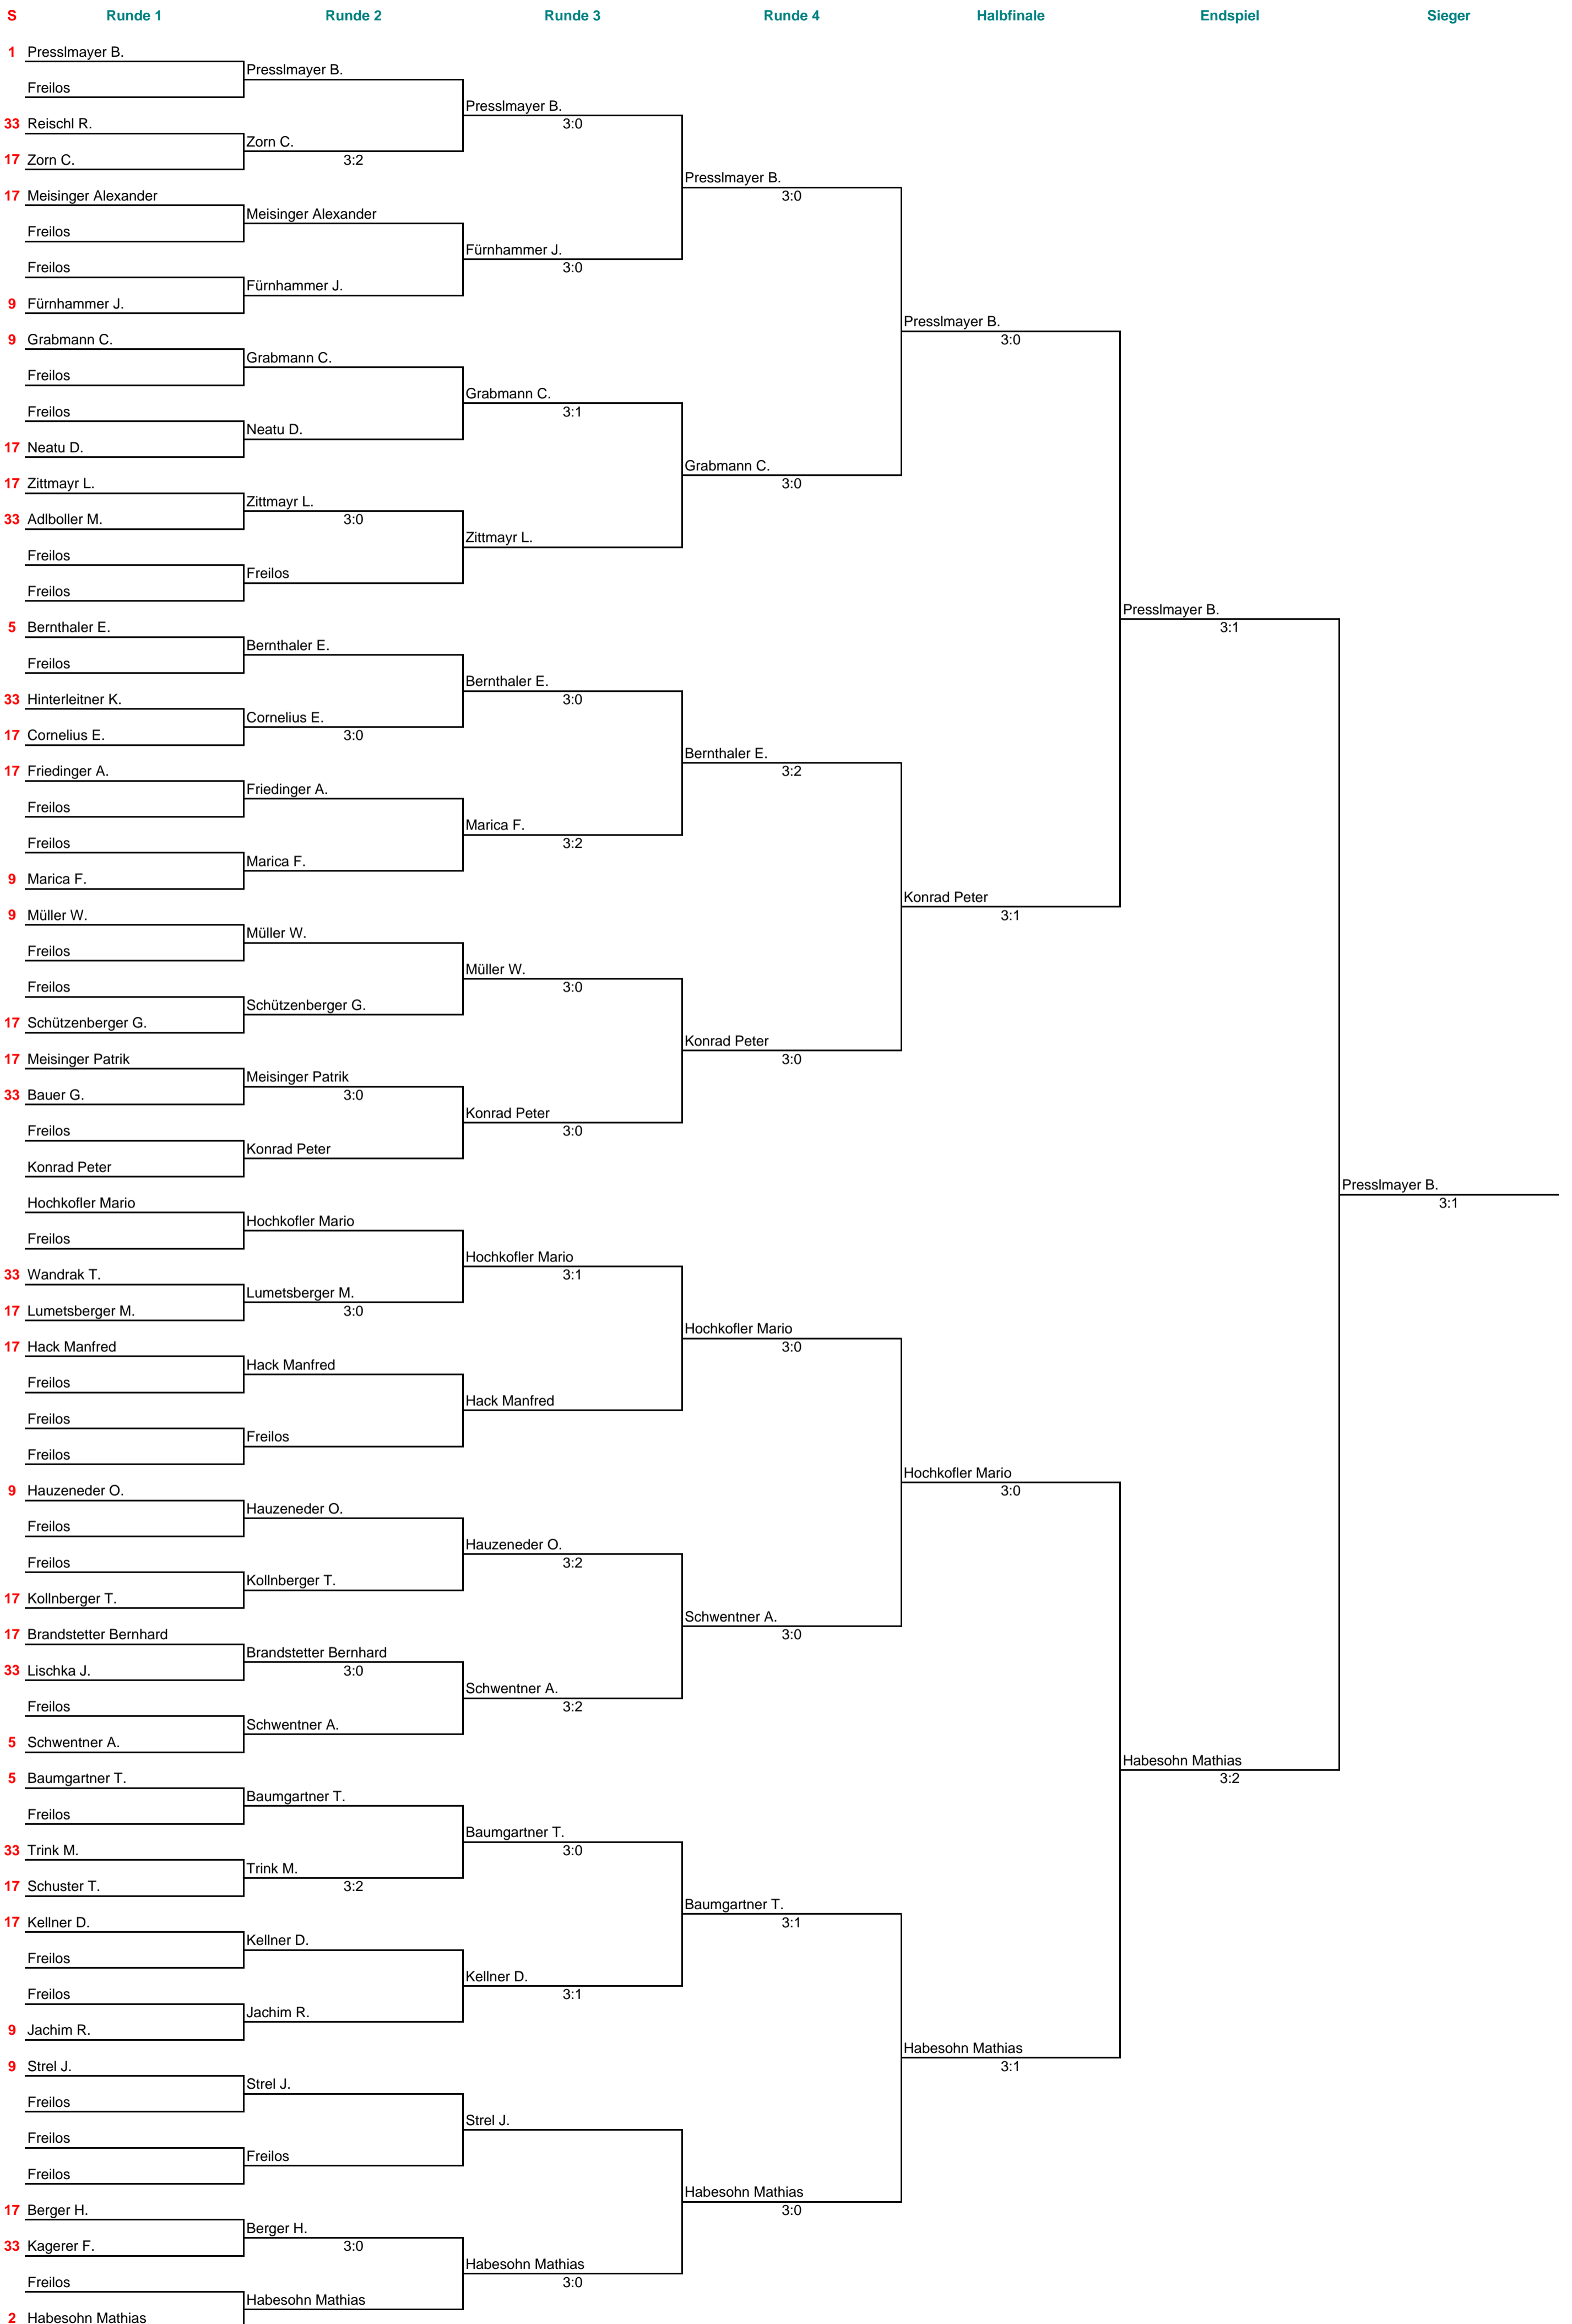 S Runde 1 Runde 2 Runde 3 Runde 4 Halbfinale Endspiel Sieger
1 Presslmayer B.
Presslmayer B.
Freilos
Presslmayer B.
33 Reischl R.
3:0
Zorn C.
17 Zorn C.
3:2
Presslmayer B.
17 Meisinger Alexander
3:0
Meisinger Alexander
Freilos
Fürnhammer J.
Freilos
3:0
Fürnhammer J.
9 Fürnhammer J.
Presslmayer B.
9 Grabmann C.
3:0
Grabmann C.
Freilos
Grabmann C.
Freilos
3:1
Neatu D.
17 Neatu D.
Grabmann C.
17 Zittmayr L.
3:0
Zittmayr L.
33 Adlboller M.
3:0
Zittmayr L.
Freilos
Freilos
Freilos
Presslmayer B.
5 Bernthaler E.
3:1
Bernthaler E.
Freilos
Bernthaler E.
33 Hinterleitner K.
3:0
Cornelius E.
17 Cornelius E.
3:0
Bernthaler E.
17 Friedinger A.
3:2
Friedinger A.
Freilos
Marica F.
Freilos
3:2
Marica F.
9 Marica F.
Konrad Peter
9 Müller W.
3:1
Müller W.
Freilos
Müller W.
Freilos
3:0
Schützenberger G.
17 Schützenberger G.
Konrad Peter
17 Meisinger Patrik
3:0
Meisinger Patrik
33 Bauer G.
3:0
Konrad Peter
Freilos
3:0
Konrad Peter
Konrad Peter
Presslmayer B.
Hochkofler Mario
3:1
Hochkofler Mario
Freilos
Hochkofler Mario
33 Wandrak T.
3:1
Lumetsberger M.
17 Lumetsberger M.
3:0
Hochkofler Mario
17 Hack Manfred
3:0
Hack Manfred
Freilos
Hack Manfred
Freilos
Freilos
Freilos
Hochkofler Mario
9 Hauzeneder O.
3:0
Hauzeneder O.
Freilos
Hauzeneder O.
Freilos
3:2
Kollnberger T.
17 Kollnberger T.
Schwentner A.
17 Brandstetter Bernhard
3:0
Brandstetter Bernhard
33 Lischka J.
3:0
Schwentner A.
Freilos
3:2
Schwentner A.
5 Schwentner A.
Habesohn Mathias
5 Baumgartner T.
3:2
Baumgartner T.
Freilos
Baumgartner T.
33 Trink M.
3:0
Trink M.
17 Schuster T.
3:2
Baumgartner T.
17 Kellner D.
3:1
Kellner D.
Freilos
Kellner D.
Freilos
3:1
Jachim R.
9 Jachim R.
Habesohn Mathias
9 Strel J.
3:1
Strel J.
Freilos
Strel J.
Freilos
Freilos
Freilos
Habesohn Mathias
17 Berger H.
3:0
Berger H.
33 Kagerer F.
3:0
Habesohn Mathias
Freilos
3:0
Habesohn Mathias
2 Habesohn Mathias